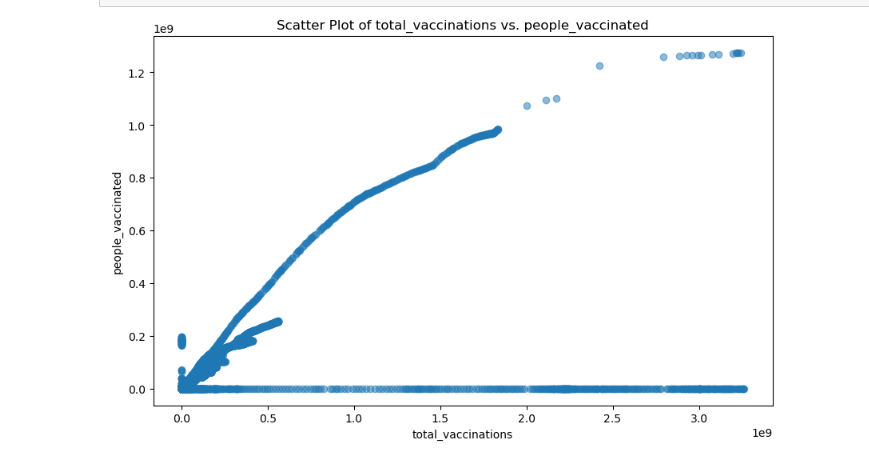 Scatter Plot of total_vaccinations vs. people_vaccinated
1e9
1.2
1.0
0.8
0.6
0.4
0.2
0.0
people_vaccinated
0.0 0.5 1.0 1.5 2.0 2.5 3.0
1e9
total_vaccinations